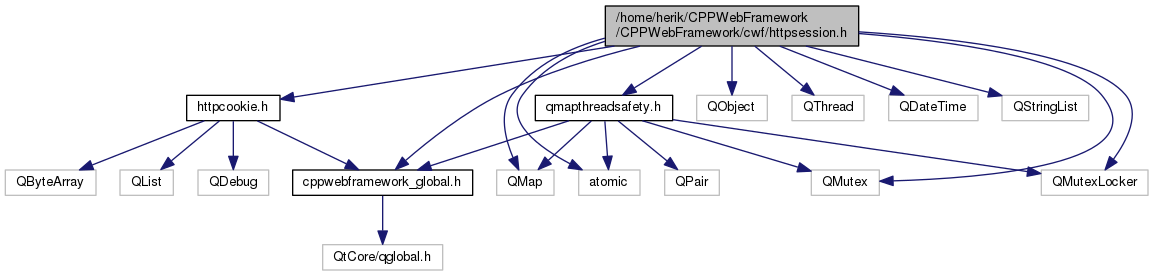 /home/herik/CPPWebFramework
/CPPWebFramework/cwf/httpsession.h
httpcookie.h
qmapthreadsafety.h
QObject
QThread
QDateTime
QStringList
QByteArray
QList
QDebug
cppwebframework_global.h
QMap
atomic
QPair
QMutex
QMutexLocker
QtCore/qglobal.h